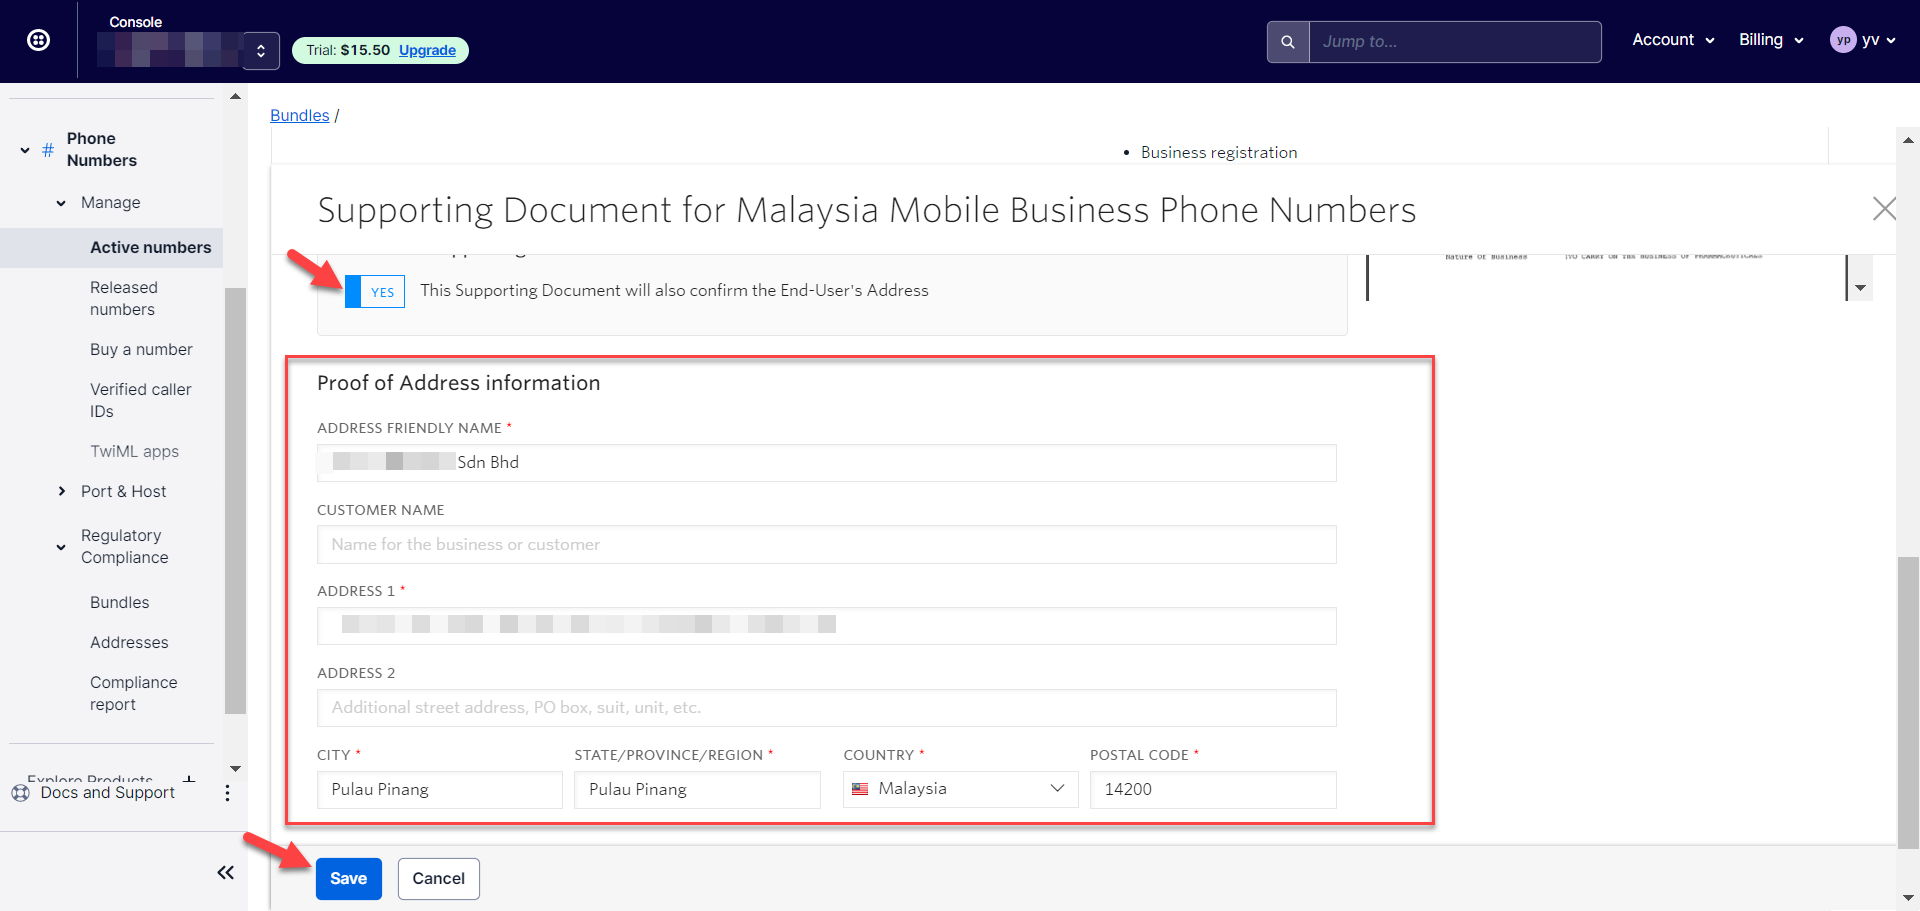 Console
Trial: $15.50 Upgrade
Jump to...
Account
Billing
yp yv
Phone
Numbers
Manage
Active numbers
Released
numbers
Buy a number
Verified caller
IDs
TwiML apps
Port & Host
Regulatory
Compliance
Bundles
Addresses
Compliance
report
Explore Products +
Docs and Support
Bundles /
• Business registration
Supporting Document for Malaysia Mobile Business Phone Numbers
Nature of Business
YES This Supporting Document will also confirm the End-User's Address
Proof of Address information
ADDRESS FRIENDLY NAME *
Sdn Bhd
CUSTOMER NAME
Name for the business or customer
ADDRESS 1 *
ADDRESS 2
Additional street address, PO box, suit, unit, etc.
CITY * STATE/PROVINCE/REGION * COUNTRY * POSTAL CODE *
Pulau Pinang Pulau Pinang Malaysia 14200
Save Cancel